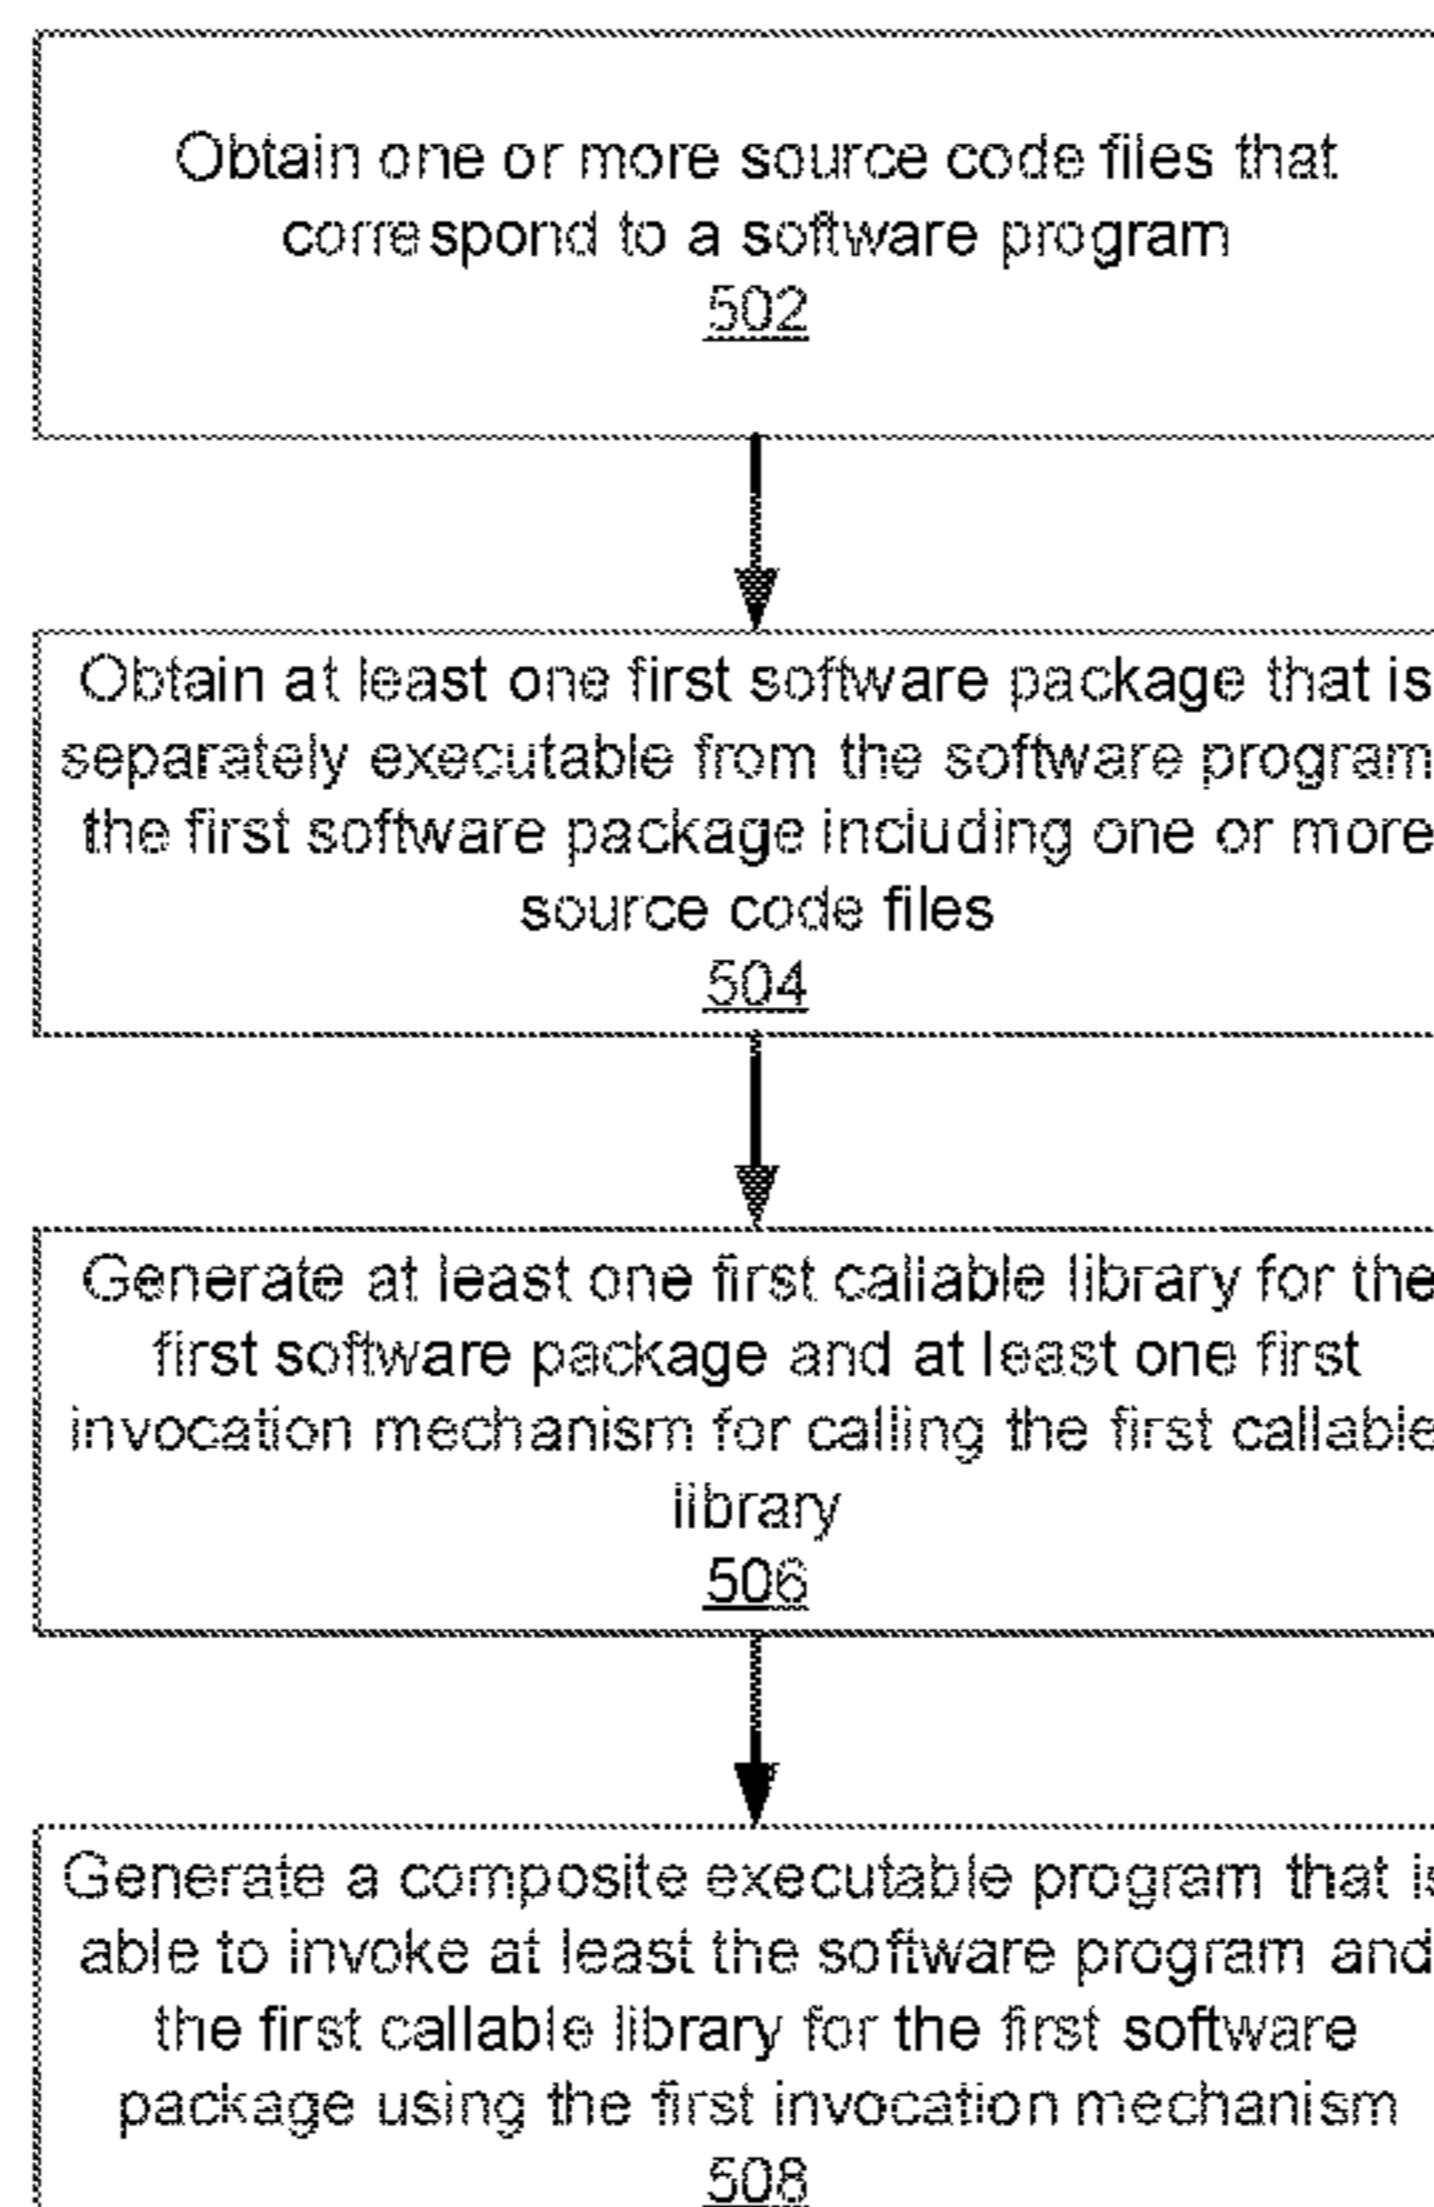 Obtain one or more source code files that
correspond to a software program
502
Obtain at least one first software package that is
separately executable from the software program
the first software package including one or more
source code files
504
Generate at least one first callable library for the
first software package and at least one first
invocation mechanism for calling the first callable
library
506
Generate a composite executable program that is
able to invoke at least the software program and
the first callable library for the first software
package using the first invocation mechanism
508